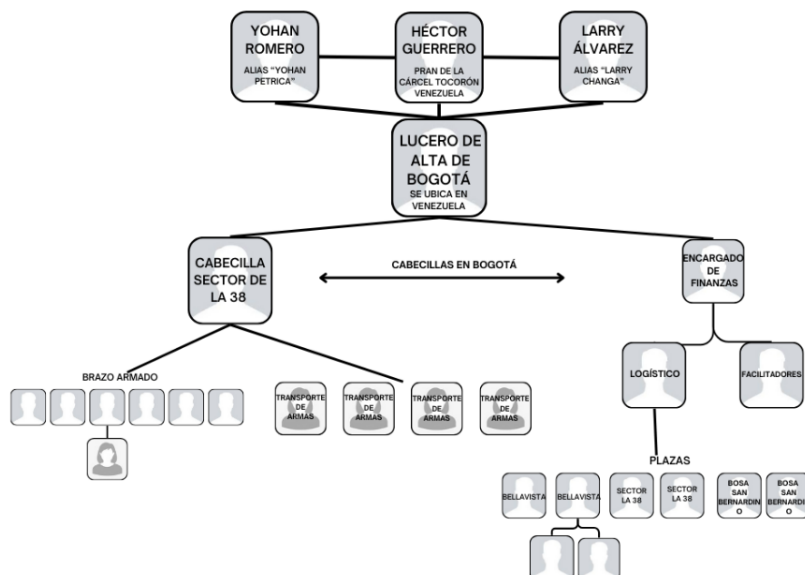 YOHAN
ROMERO
ALIAS "YOHAN
PETRICA"
HÉCTOR
GUERRERO
PRAN DE LA
CÁRCEL TOCORÓN
VENEZUELA
LARRY
ÁLVAREZ
ALIAS "LARRY
CHANGA"
LUCERO DE
ALTA DE
BOGOTÁ
SE UBICA EN
VENEZUELA
CABECILLA
SECTOR DE
LA 38
CABECILLAS EN BOGOTÁ
ENCARGADO
DE
FINANZAS
BRAZO ARMADO
TRANSPORTE
DE
ARMAS
TRANSPORTE
DE
ARMAS
TRANSPORTE
DE
ARMAS
TRANSPORTE
DE
ARMAS
LOGÍSTICO
FACILITADORES
PLAZAS
BELLAVISTA
BELLAVISTA
SECTOR
LA 38
SECTOR
LA 38
BOSA
SAN
BERNARDIN
O
BOSA
SAN
BERNARDIN
O